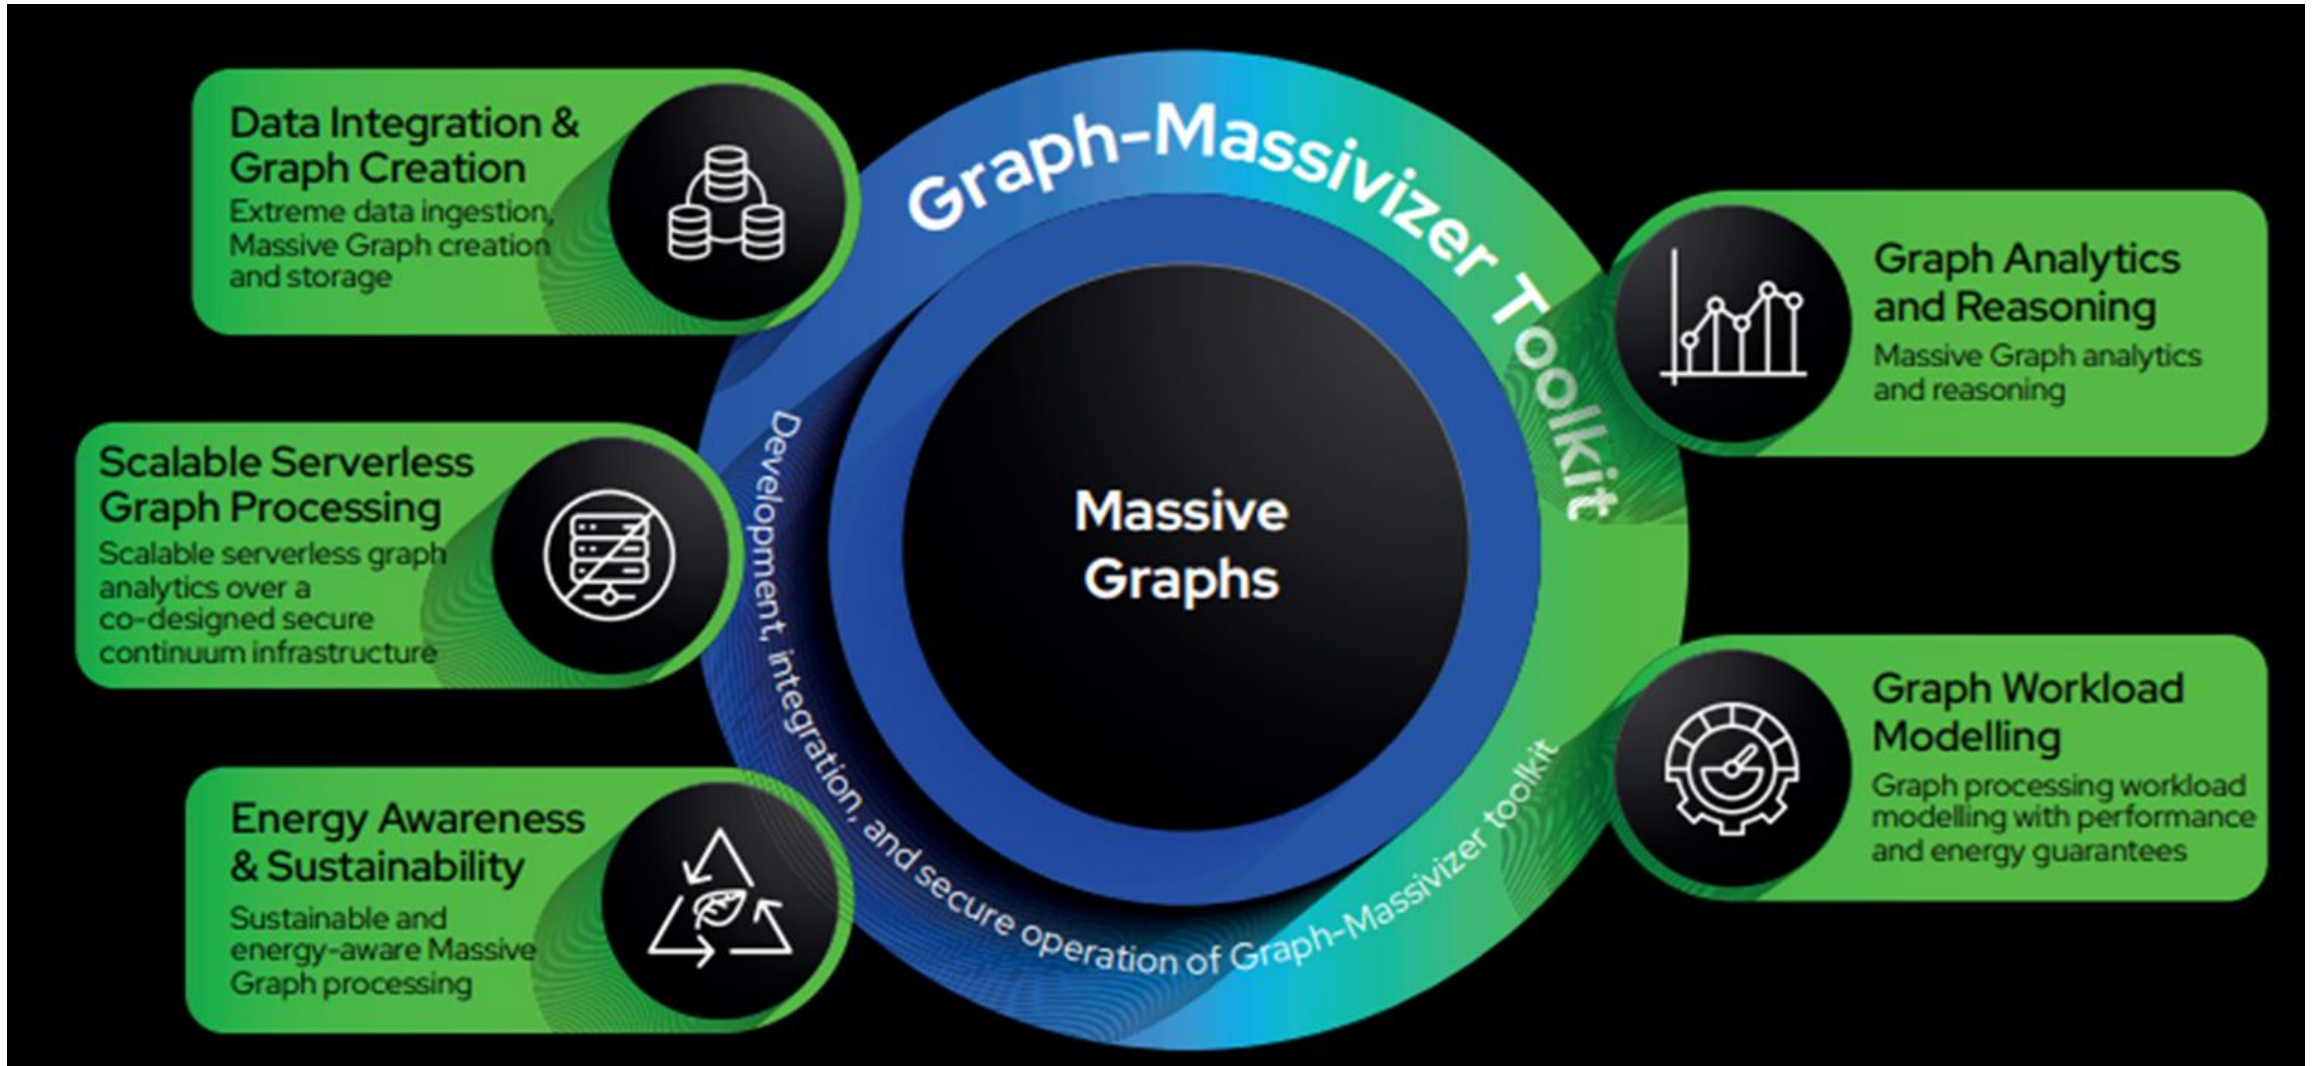 Graph-Massivizer Toolkit
Data Integration &
Graph Creation
Extreme data ingestion,
Massive Graph creation
and storage
Scalable Serverless
Graph Processing
Scalable serverless graph
analytics over a
co-designed secure
continuum infrastructure
Energy Awareness
& Sustainability
Sustainable and
energy-aware Massive
Graph processing
Massive
Graphs
Development, integration, and secure operation of Graph-Massivizer toolkit
Graph Analytics
and Reasoning
Massive Graph analytics
and reasoning
Graph Workload
Modelling
Graph processing workload
modelling with performance
and energy guarantees